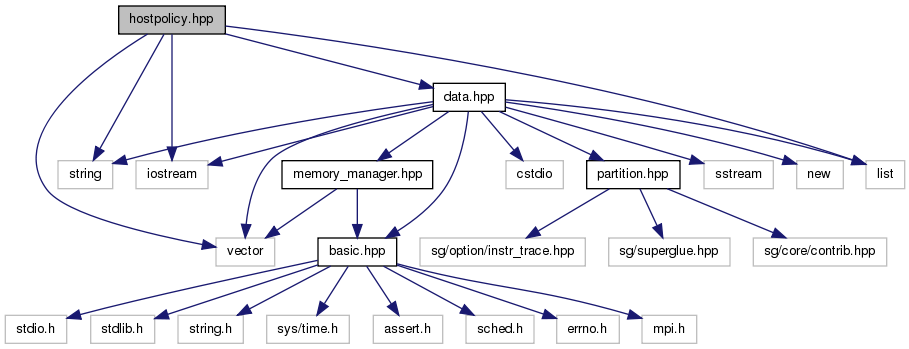 hostpolicy.hpp
data.hpp
string
iostream
memory_manager.hpp
cstdio
partition.hpp
sstream
new
list
vector
basic.hpp
sg/option/instr_trace.hpp
sg/superglue.hpp
sg/core/contrib.hpp
stdio.h
stdlib.h
string.h
sys/time.h
assert.h
sched.h
errno.h
mpi.h